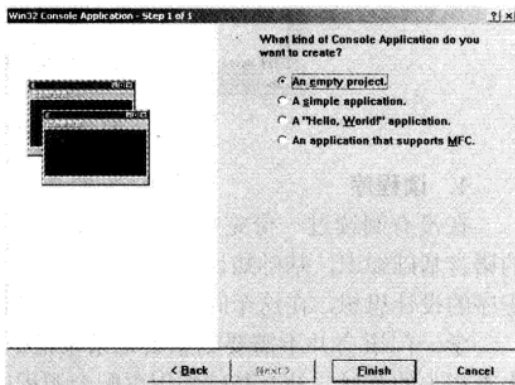 Win32 Console Application - Step 1 of 1
What kind of Console Application do you
want to create?
An empty project.
A simple application.
A "Hello, World!" application.
An application that supports MFC.
< Back
Next >
Finish
Cancel